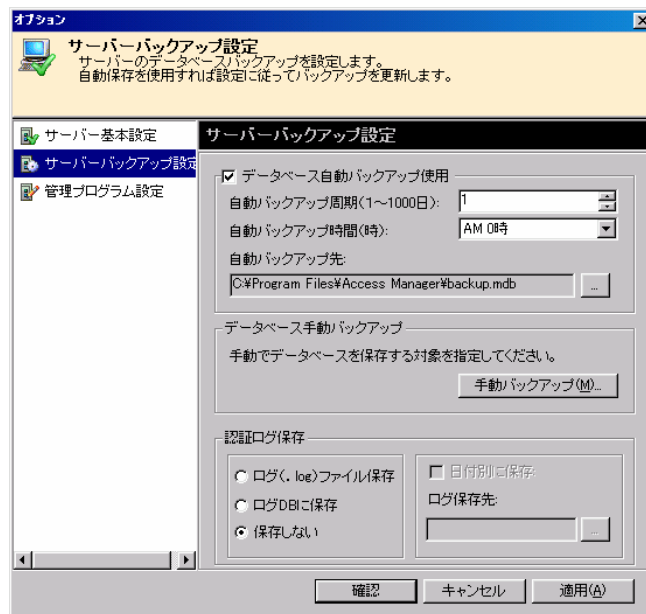 オプション
サーバーバックアップ設定
サーバーのデータベースバックアップを設定します。
自動保存を使用すれば設定に従ってバックアップを更新します。
サーバー基本設定
サーバーバックアップ設定
管理プログラム設定
サーバーバックアップ設定
データベース自動バックアップ使用
自動バックアップ周期(1～1000日): 1
自動バックアップ時間(時): AM 0時
自動バックアップ先:
C:¥Program Files¥Access Manager¥backup.mdb ...
データベース手動バックアップ
手動でデータベースを保存する対象を指定してください。
手動バックアップ(M)...
認証ログ保存
ログ(.log)ファイル保存
ログDBに保存
保存しない
日付別に保存:
ログ保存先:
...
確認 キャンセル 適用(A)